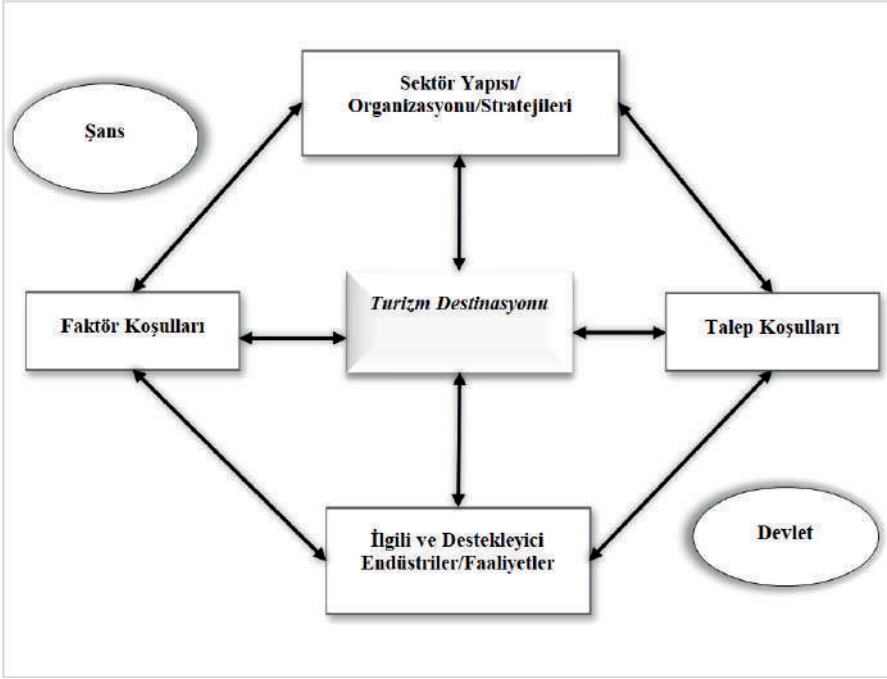 Sektör Yapısı/
Organizasyonu/Stratejileri
Şans
Turizm Destinasyonu
Faktör Koşulları
Talep Koşulları
İlgili ve Destekleyici
Endüstriler/Faaliyetler
Devlet